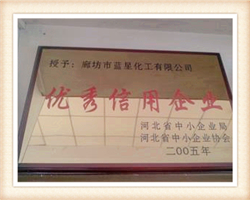 授予：廊坊市蓝星化工有限公司
优秀信用企业
河北省中小企业局
河北省中小企业协会
二00五年